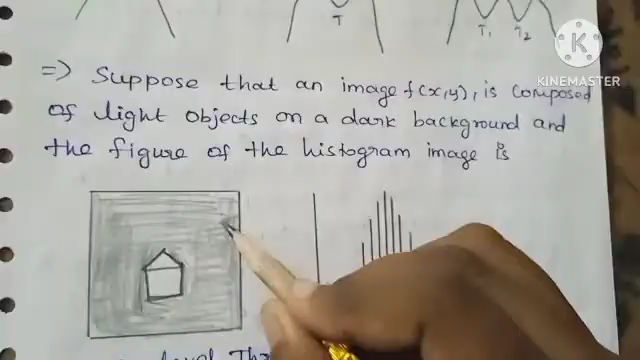 T
T₁ T₂
KINEMASTER
=> Suppose that an image f(x,y), is composed
of light objects on a dark background and
the figure of the histogram image is
level